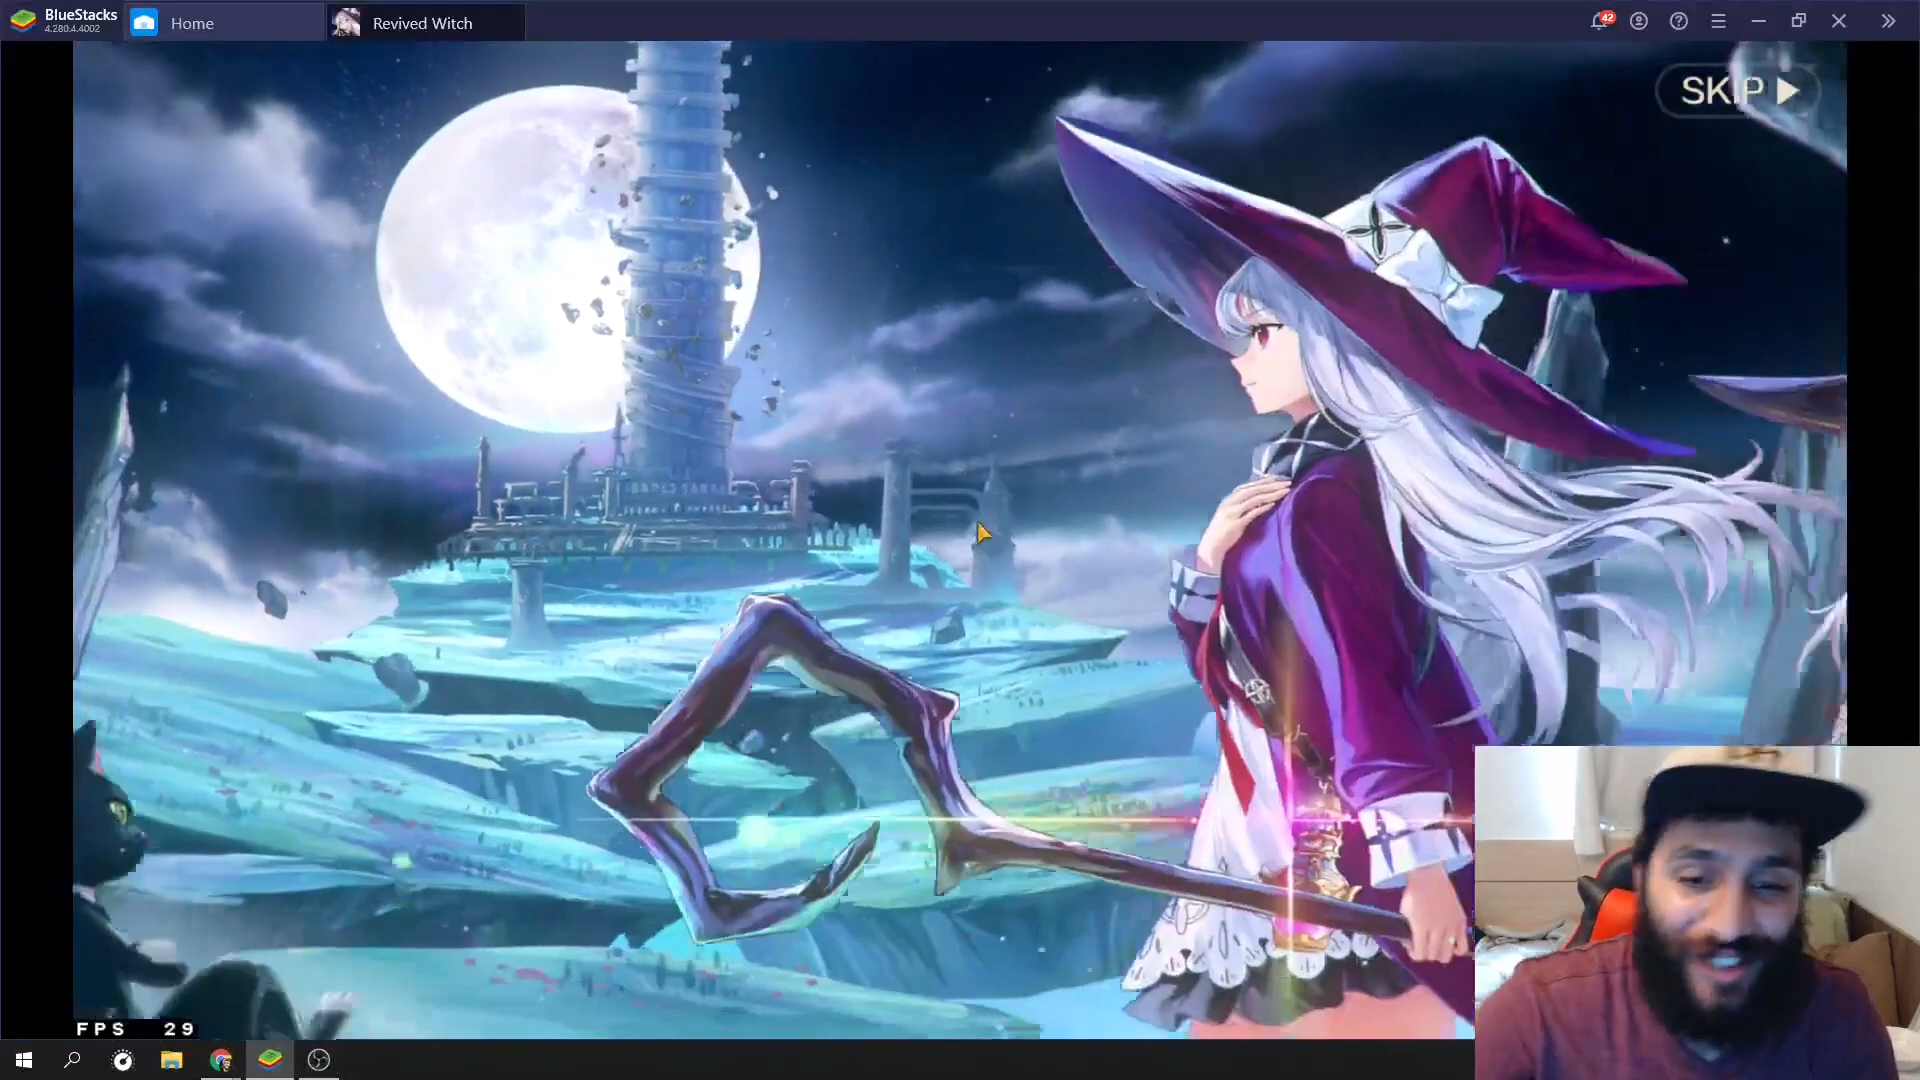 BlueStacks
4.280.4.4002
Home
Revived Witch
42
SKIP
FPS 29